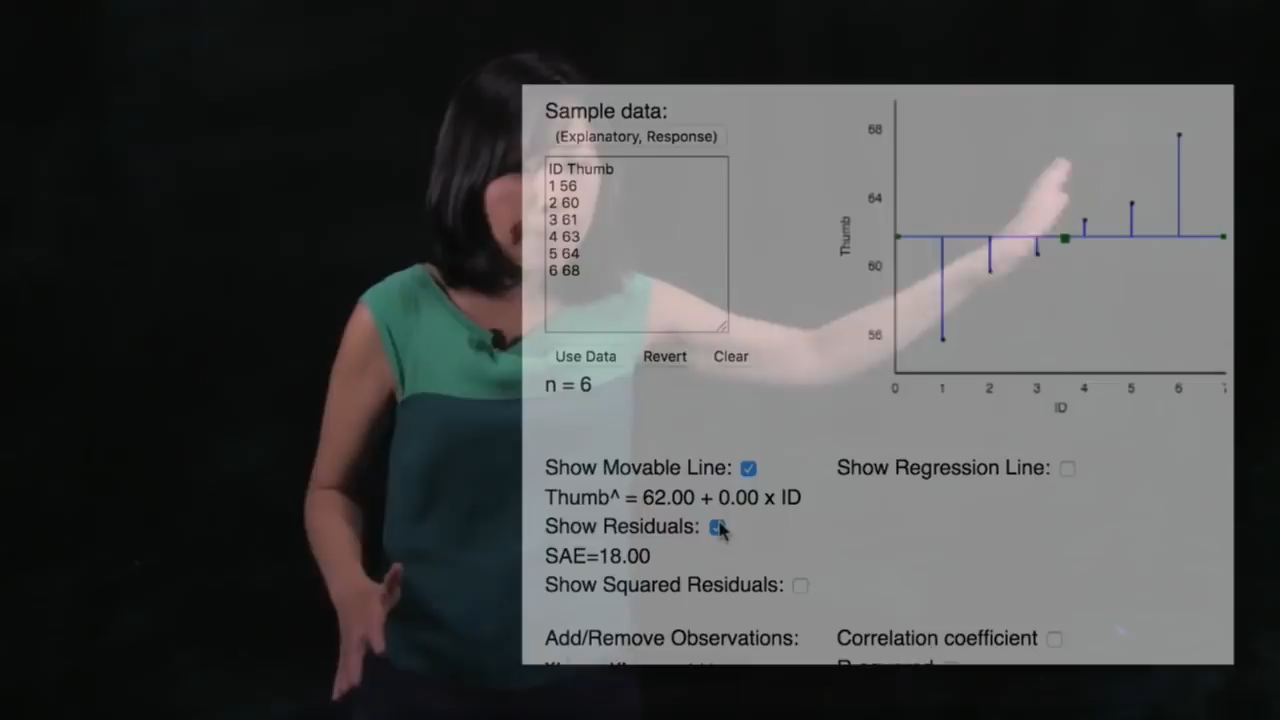 Sample data:
(Explanatory, Response)
ID Thumb
1 56
2 60
3 61
4 63
5 64
6 68
Use Data Revert Clear
n = 6
68
64
60
56
Thumb
0 1 2 3 4 5 6 7
ID
Show Movable Line:
Thumb^ = 62.00 + 0.00 x ID
Show Residuals:
SAE=18.00
Show Squared Residuals:
Show Regression Line:
Add/Remove Observations:
Correlation coefficient